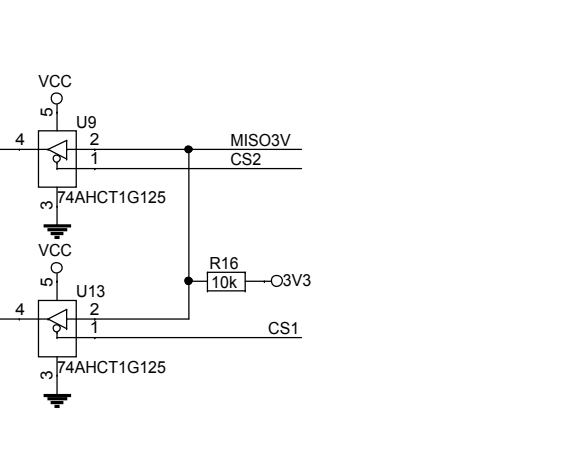 VCC
5
U9
4
2
MISO3V
1
CS2
3
74AHCT1G125
VCC
5
R16
10k
3V3
U13
4
2
1
CS1
3
74AHCT1G125